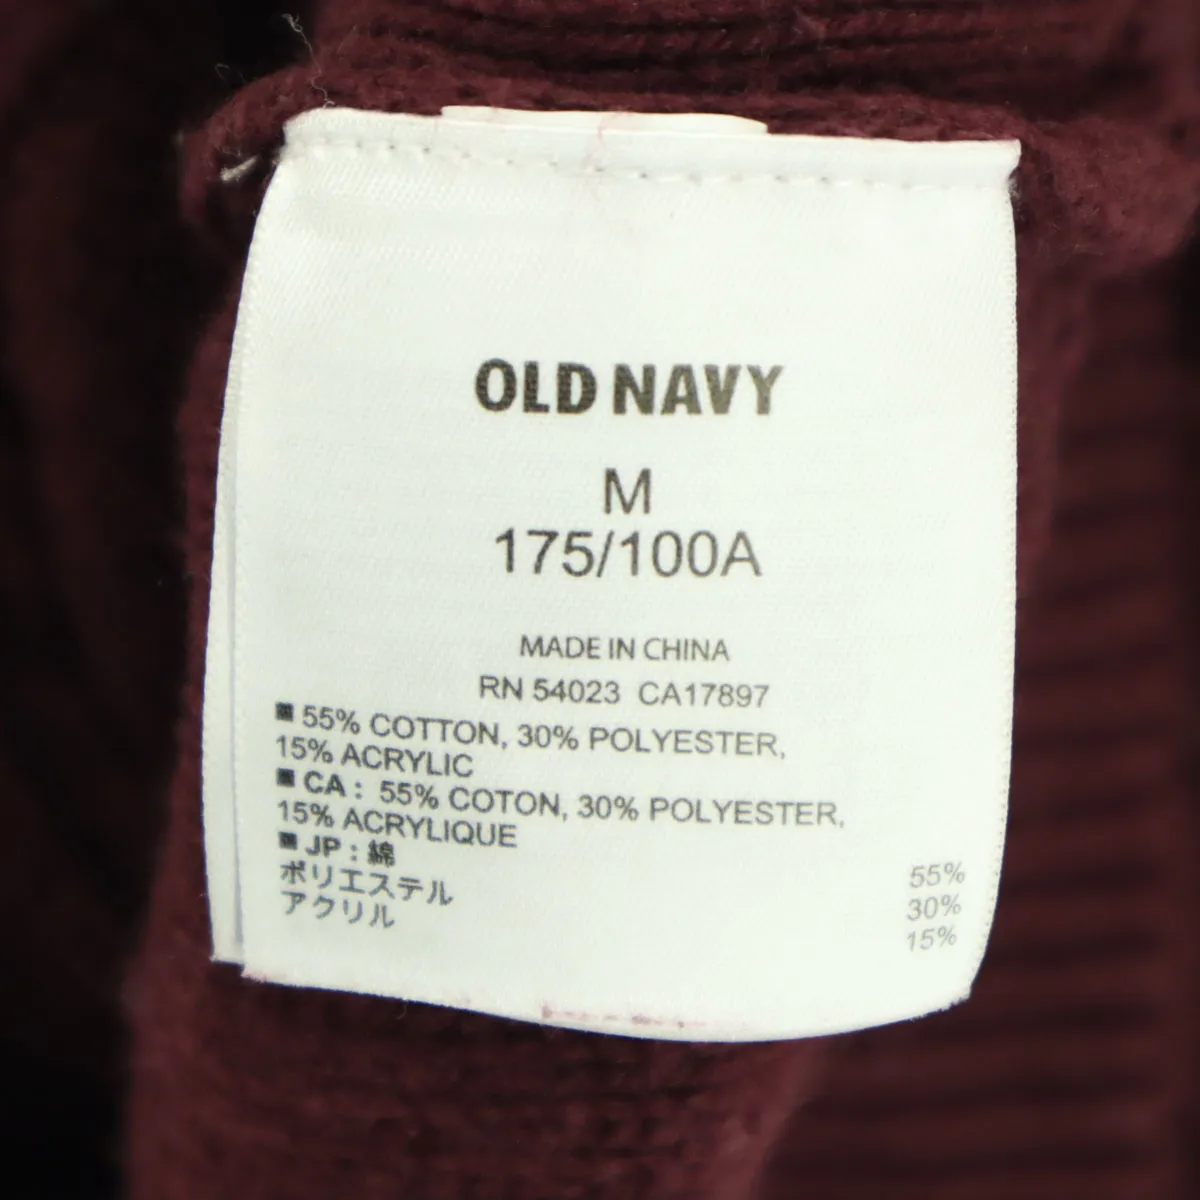 OLD NAVY
M
175/100A
MADE IN CHINA
RN 54023 CA17897
■ 55% COTTON, 30% POLYESTER,
15% ACRYLIC
■ CA : 55% COTON, 30% POLYESTER,
15% ACRYLIQUE
■ JP : 綿 55%
ポリエステル 30%
アクリル 15%